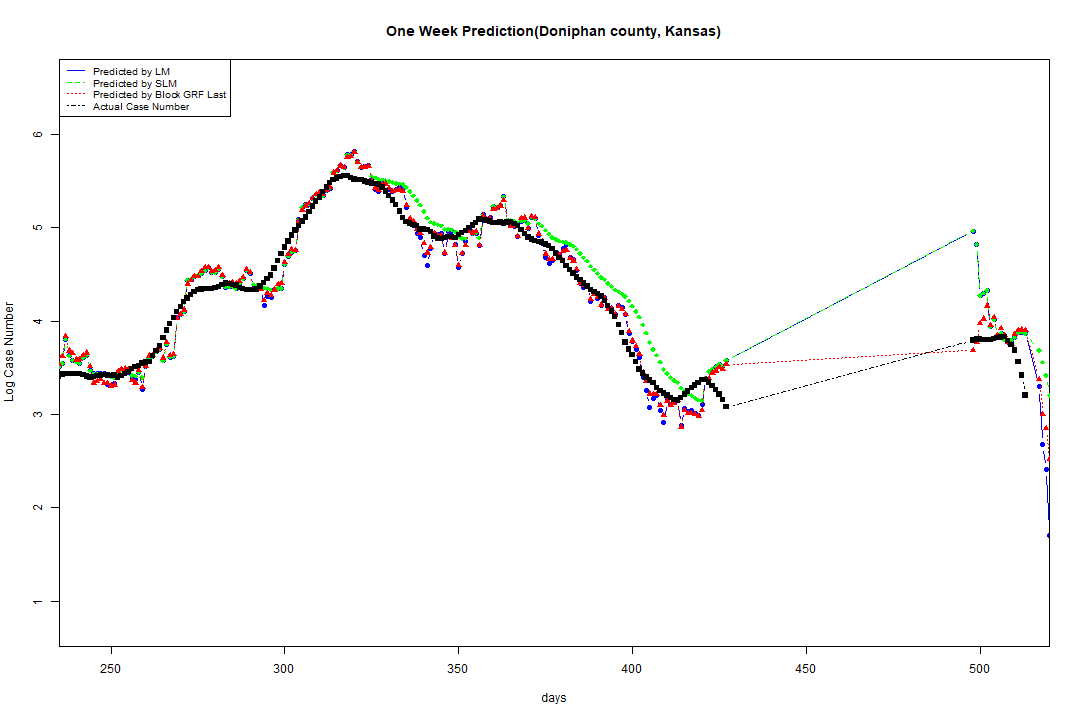 One Week Prediction(Doniphan county, Kansas)
Predicted by LM
Predicted by SLM
Predicted by Block GRF Last
Actual Case Number
Log Case Number
6
5
4
3
2
1
250 300 350 400 450 500
days